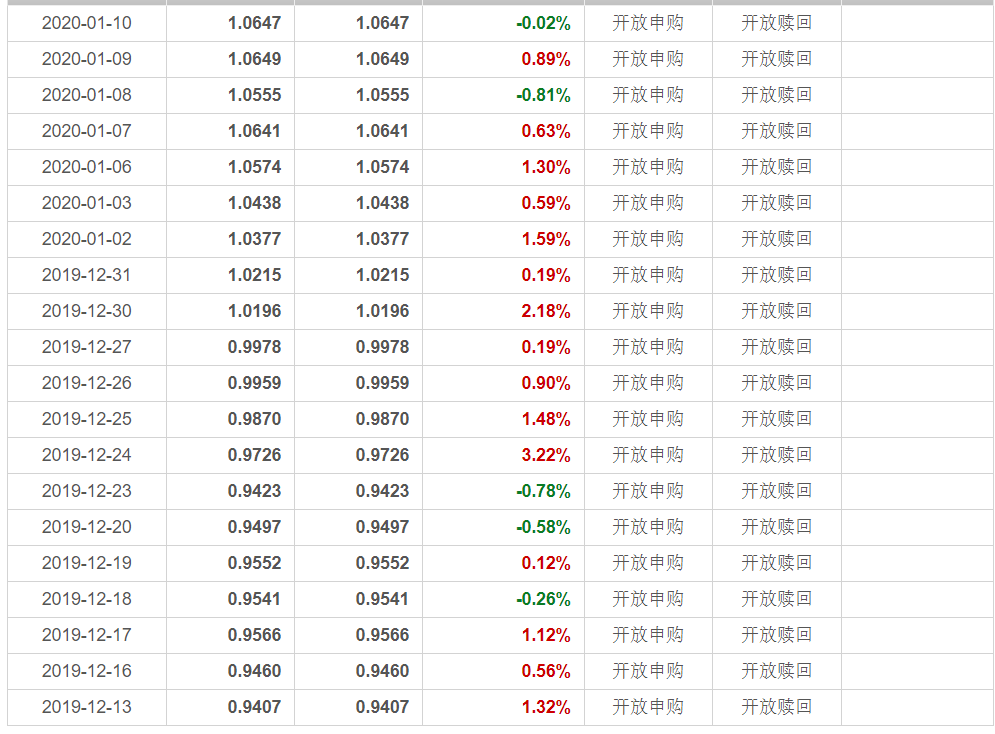 2020-01-10 1.0647 1.0647 -0.02% 开放申购 开放赎回
2020-01-09 1.0649 1.0649 0.89% 开放申购 开放赎回
2020-01-08 1.0555 1.0555 -0.81% 开放申购 开放赎回
2020-01-07 1.0641 1.0641 0.63% 开放申购 开放赎回
2020-01-06 1.0574 1.0574 1.30% 开放申购 开放赎回
2020-01-03 1.0438 1.0438 0.59% 开放申购 开放赎回
2020-01-02 1.0377 1.0377 1.59% 开放申购 开放赎回
2019-12-31 1.0215 1.0215 0.19% 开放申购 开放赎回
2019-12-30 1.0196 1.0196 2.18% 开放申购 开放赎回
2019-12-27 0.9978 0.9978 0.19% 开放申购 开放赎回
2019-12-26 0.9959 0.9959 0.90% 开放申购 开放赎回
2019-12-25 0.9870 0.9870 1.48% 开放申购 开放赎回
2019-12-24 0.9726 0.9726 3.22% 开放申购 开放赎回
2019-12-23 0.9423 0.9423 -0.78% 开放申购 开放赎回
2019-12-20 0.9497 0.9497 -0.58% 开放申购 开放赎回
2019-12-19 0.9552 0.9552 0.12% 开放申购 开放赎回
2019-12-18 0.9541 0.9541 -0.26% 开放申购 开放赎回
2019-12-17 0.9566 0.9566 1.12% 开放申购 开放赎回
2019-12-16 0.9460 0.9460 0.56% 开放申购 开放赎回
2019-12-13 0.9407 0.9407 1.32% 开放申购 开放赎回